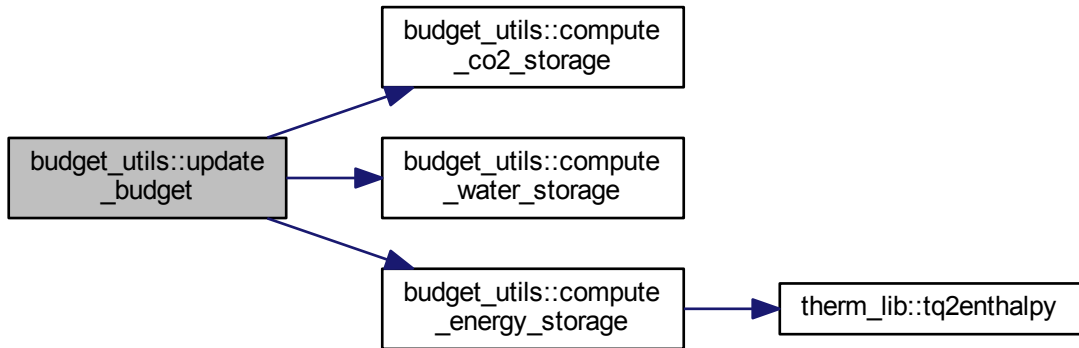 budget_utils::update
_budget
budget_utils::compute
_co2_storage
budget_utils::compute
_water_storage
budget_utils::compute
_energy_storage
therm_lib::tq2enthalpy